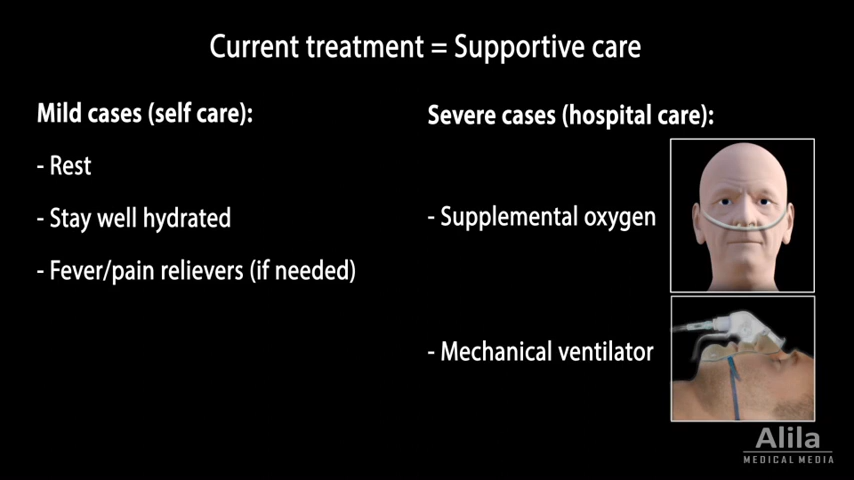 Current treatment = Supportive care
Mild cases (self care):
- Rest
- Stay well hydrated
- Fever/pain relievers (if needed)
Severe cases (hospital care):
- Supplemental oxygen
- Mechanical ventilator
Alila
MEDICAL MEDIA